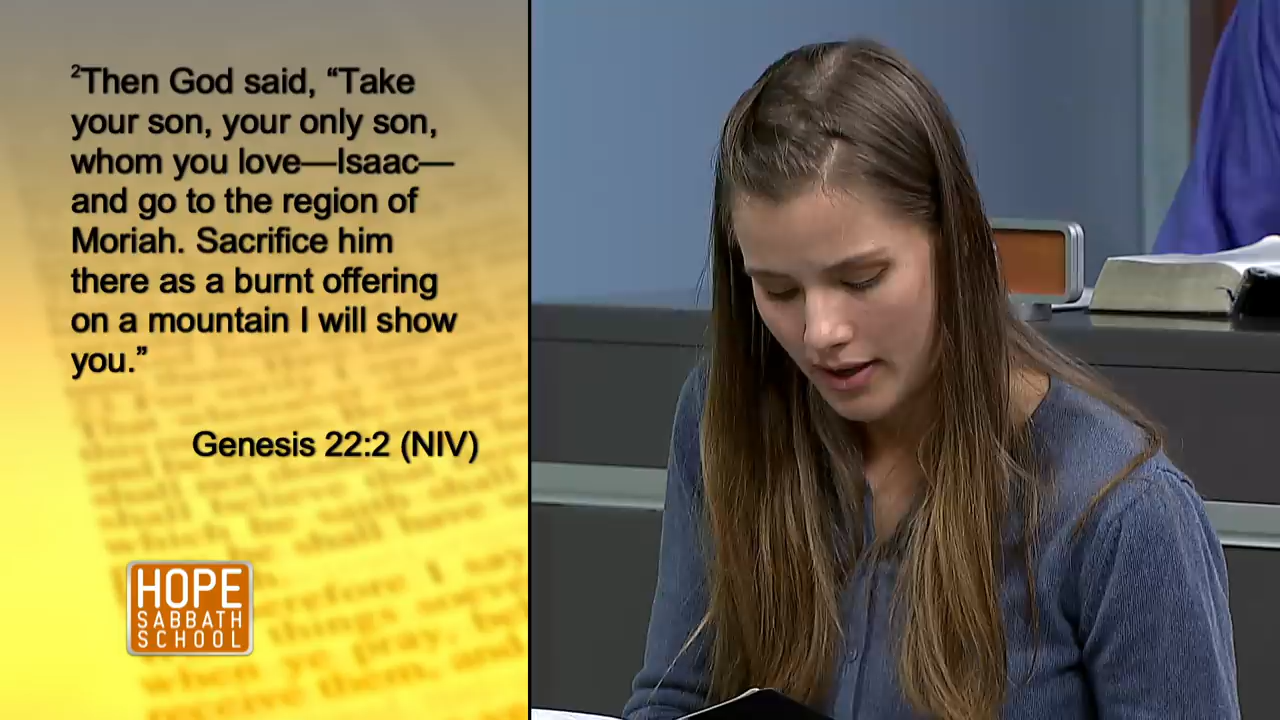 ²Then God said, “Take
your son, your only son,
whom you love—Isaac—
and go to the region of
Moriah. Sacrifice him
there as a burnt offering
on a mountain I will show
you.”
Genesis 22:2 (NIV)
HOPE
SABBATH
SCHOOL